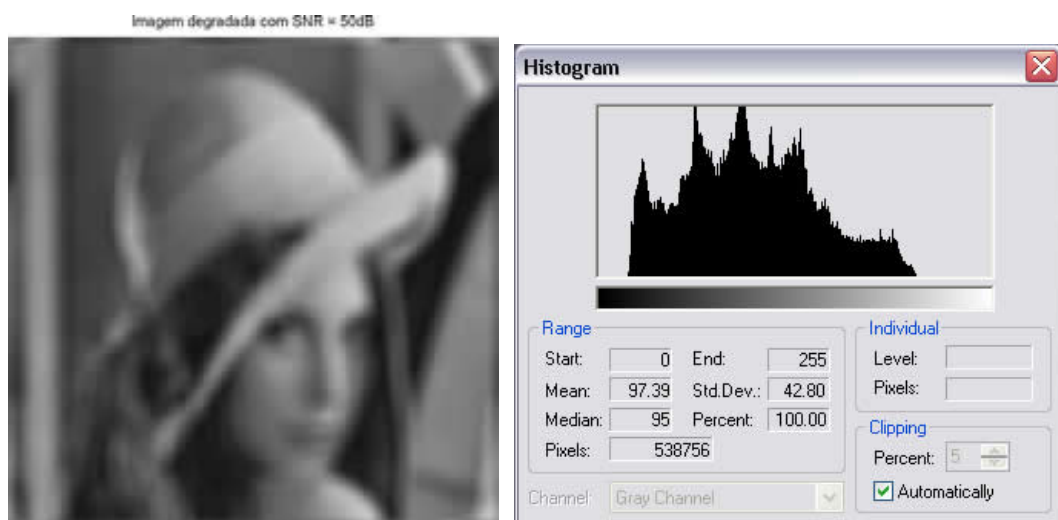 Imagem degradada com SNR = 50dB
Histogram
Range
Start: 0 End: 255
Mean: 97.39 Std.Dev.: 42.80
Median: 95 Percent: 100.00
Pixels: 538756
Individual
Level:
Pixels:
Clipping
Percent: 5
Automatically
Channel: Gray Channel